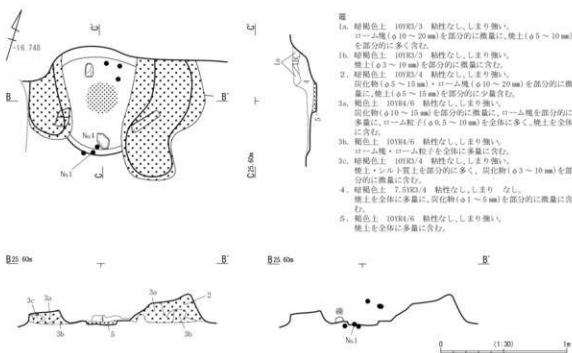 竈
1a. 暗褐色土 10YR3/3 粘性なし、しまり強い。
ローム塊(φ10～20㎜)を部分的に微量に、焼土(φ5～10㎜)
を部分的に多く含む。
1b. 暗褐色土 10YR3/3 粘性なし、しまり強い。
焼土(φ3～10㎜)を部分的に微量に含む。
2. 暗褐色土 10YR3/4 粘性なし、しまり強い。
炭化物(φ5～15㎜)・ローム塊(φ10～20㎜)を部分的に微
量に、焼土(φ5～15㎜)を部分的に少量含む。
3a. 褐色土 10YR4/6 粘性なし、しまり強い。
炭化物(φ10～15㎜)を部分的に微量に、ローム塊を部分的に
多量に、ローム粒子(φ0.5～10㎜)を全体に多く、焼土を全体
に含む。
3b. 褐色土 10YR4/6 粘性なし、しまり強い。
ローム塊・ローム粒子を全体に多量に含む。
3c. 暗褐色土 10YR3/4 粘性なし、しまり強い。
焼土・シルト質土を部分的に多く、炭化物(φ3～10㎜)を部
分的に微量に含む。
4. 暗褐色土 7.5YR3/4 粘性なし、しまり なし。
焼土を全体に多量に、炭化物(φ1～5㎜)を部分的に微量に含
む。
5. 褐色土 10YR4/6 粘性なし、しまり強い。
焼土を全体に多量に含む。
-16.748
C'
C'
1a
1b
B
B'
No.4
No.1
C
5
C 25.60m
B 25.60m
B'
3c
3a
3a
2
3b
5
3b
B 25.60m
B'
礫
No.1
0
(1:30)
1m